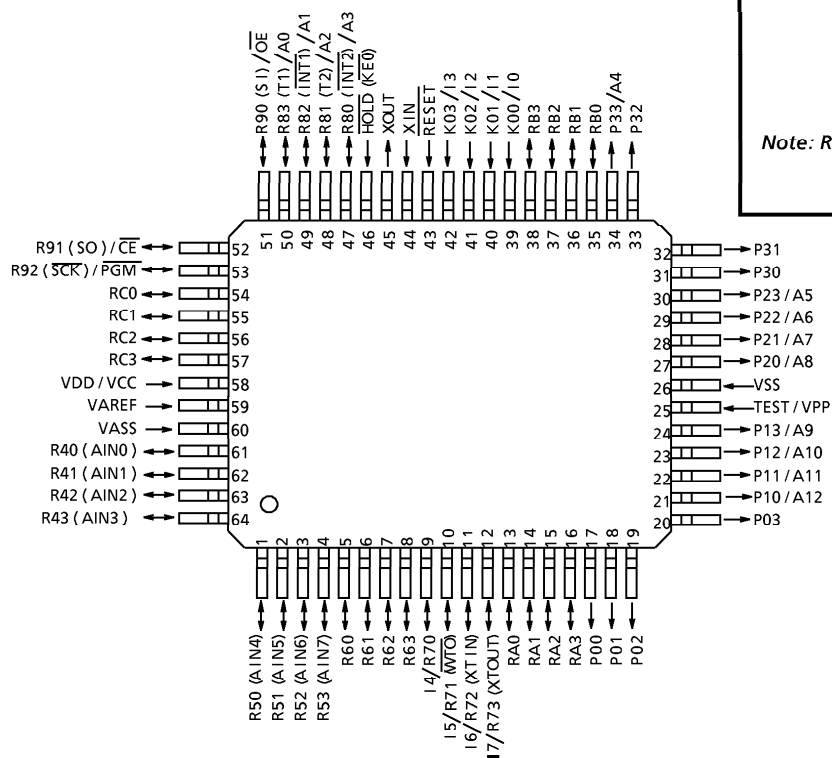 R90 (SI) / OE
R83 (T1) / A0
R82 (INT1) / A1
R81 (T2) / A2
R80 (INT2) / A3
HOLD (KE0)
XOUT
XIN
RESET
K03/I3
K02/I2
K01/I1
K00/I0
RB3
RB2
RB1
RB0
P33/A4
P32
Note: R
51
50
49
48
47
46
45
44
43
42
41
40
39
38
37
36
35
34
33
R91 (SO) / CE
52
R92 (SCK) / PGM
53
RC0
54
RC1
55
RC2
56
RC3
57
VDD / VCC
58
VAREF
59
VASS
60
R40 (AIN0)
61
R41 (AIN1)
62
R42 (AIN2)
63
R43 (AIN3)
64
32
P31
31
P30
30
P23 / A5
29
P22 / A6
28
P21 / A7
27
P20 / A8
26
VSS
25
TEST / VPP
24
P13 / A9
23
P12 / A10
22
P11 / A11
21
P10 / A12
20
P03
1
2
3
4
5
6
7
8
9
10
11
12
13
14
15
16
17
18
19
R50 (AIN4)
R51 (AIN5)
R52 (AIN6)
R53 (AIN7)
R60
R61
R62
R63
I4/R70
I5/R71 (WTO)
I6/R72 (XTIN)
I7/R73 (XTOUT)
RA0
RA1
RA2
RA3
P00
P01
P02